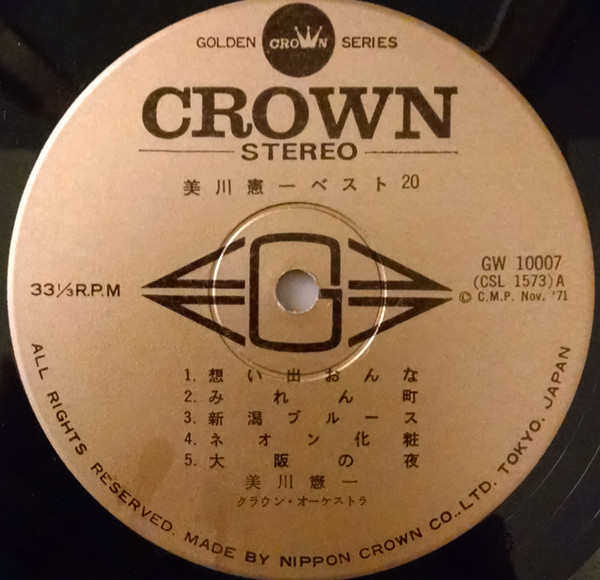 GOLDEN CROWN SERIES
CROWN
STEREO
美川憲一ベスト20
33⅓R.P.M
G
GW 10007
(CSL 1573)A
© C.M.P. Nov. '71
1. 想い出おんな
2. みれん町
3. 新潟ブルース
4. ネオン化粧
5. 大阪の夜
美川憲一
クラウン・オーケストラ
ALL RIGHTS RESERVED. MADE BY NIPPON CROWN CO.,LTD. TOKYO. JAPAN